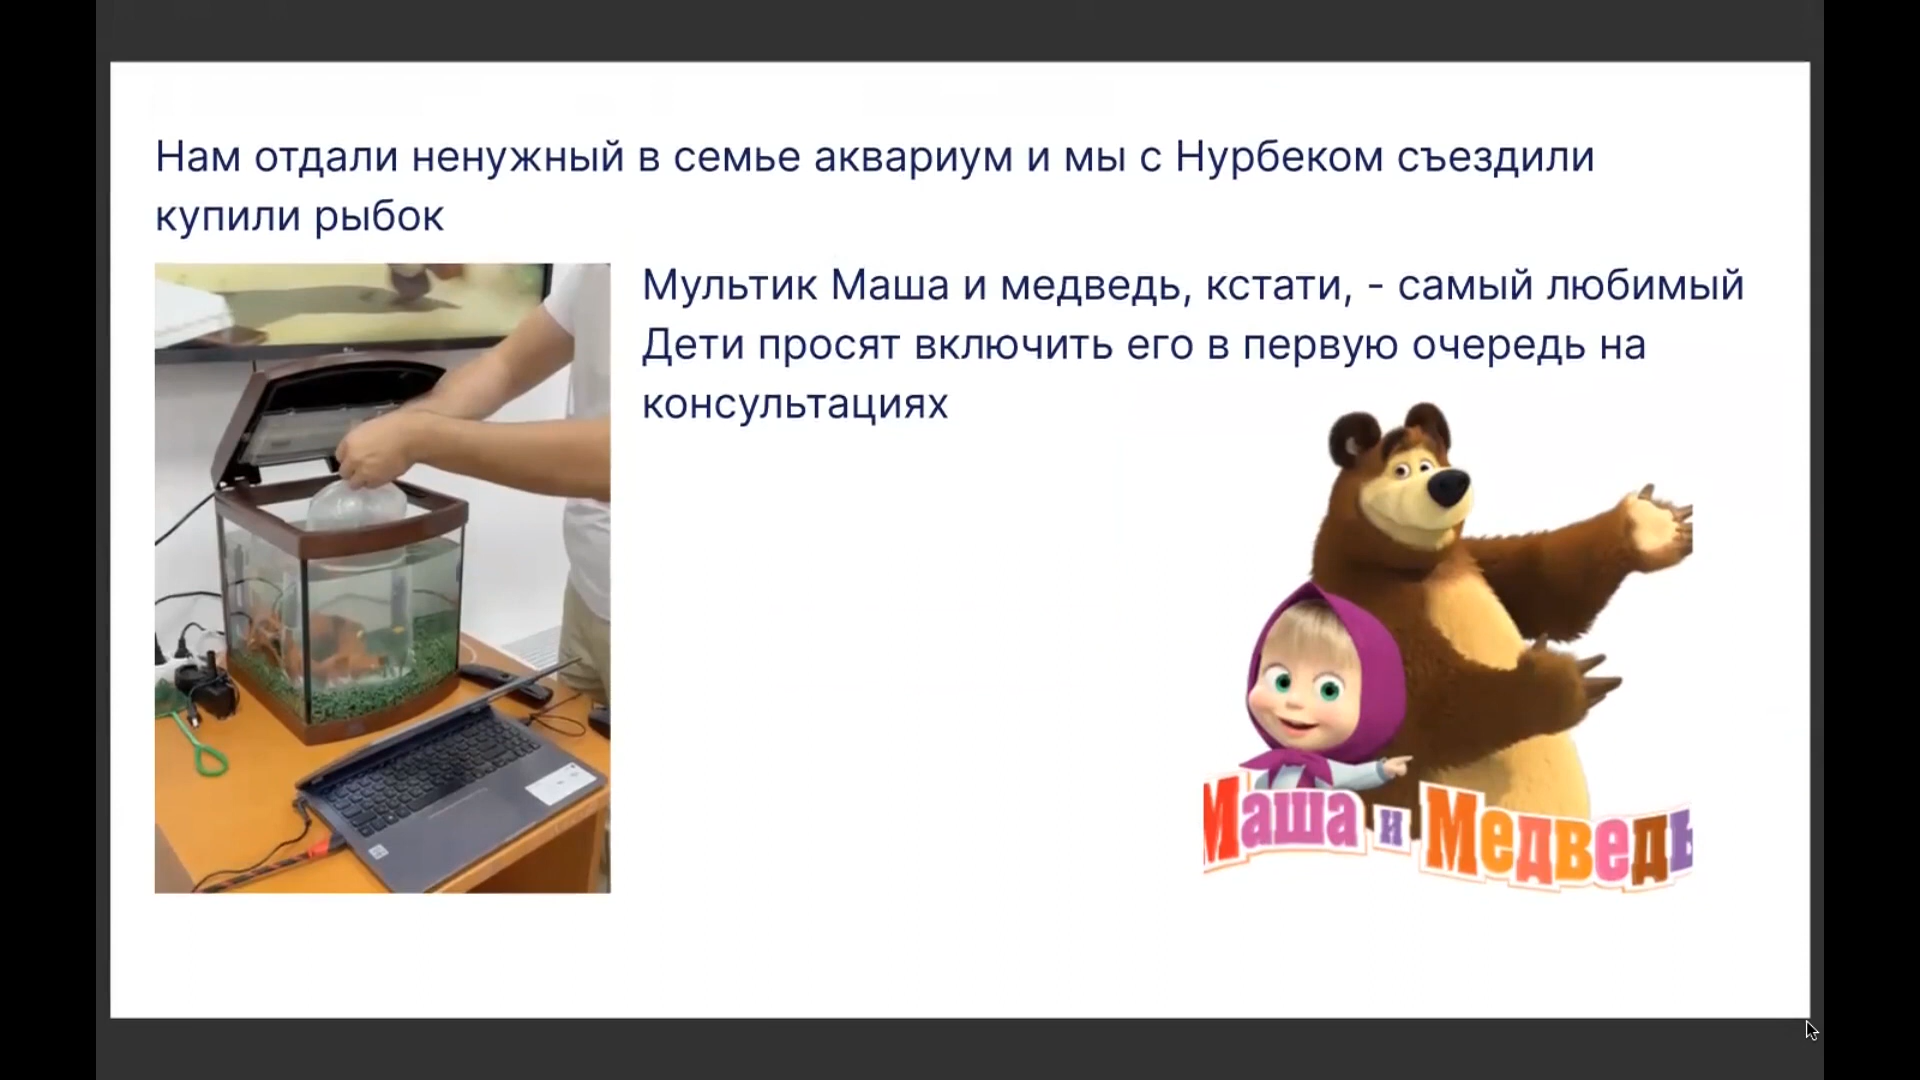 Нам отдали ненужный в семье аквариум и мы с Нурбеком съездили
купили рыбок
Мультик Маша и медведь, кстати, - самый любимый
Дети просят включить его в первую очередь на
консультациях
Маша и Медведь